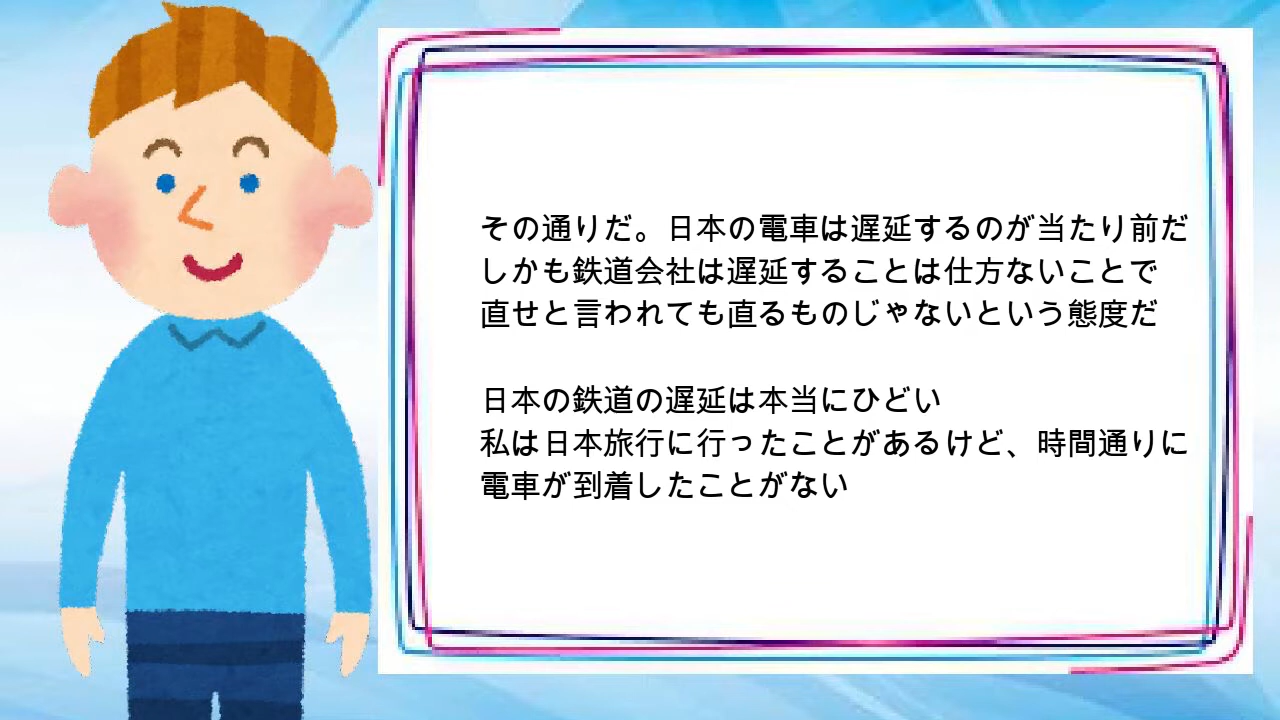 その通りだ。日本の電車は遅延するのが当たり前だ
しかも鉄道会社は遅延することは仕方ないことで
直せと言われても直るものじゃないという態度だ
日本の鉄道の遅延は本当にひどい
私は日本旅行に行ったことがあるけど、時間通りに
電車が到着したことがない